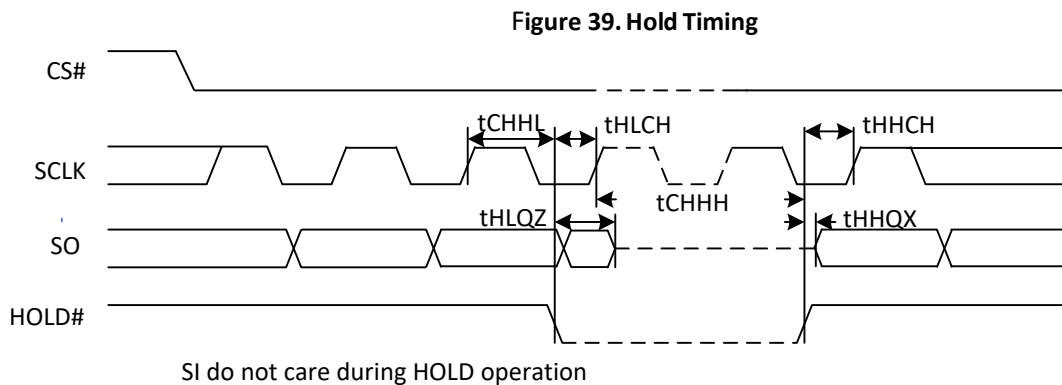 Figure 39. Hold Timing
CS#
tCHHL
tHLCH
tHHCH
SCLK
tCHHH
tHLQZ
tHHQX
SO
HOLD#
SI do not care during HOLD operation